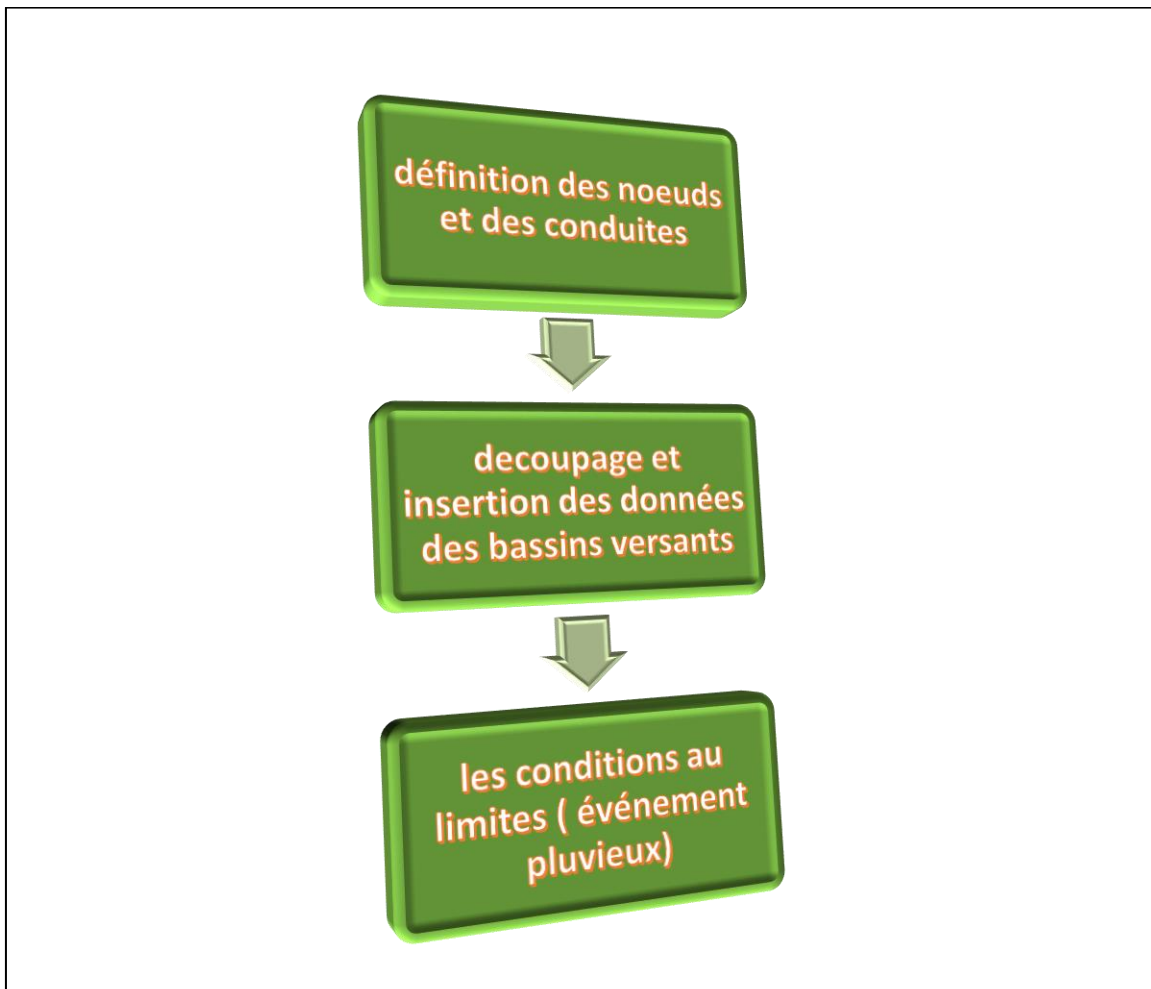 définition des noeuds
et des conduites
decoupage et
insertion des données
des bassins versants
les conditions au
limites ( événement
pluvieux)